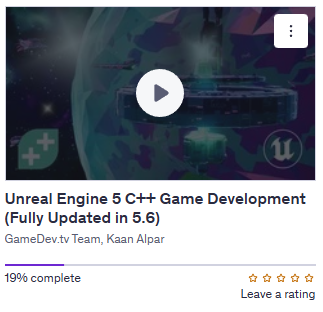 Unreal Engine 5 C++ Game Development
(Fully Updated in 5.6)
GameDev.tv Team, Kaan Alpar
19% complete
Leave a rating